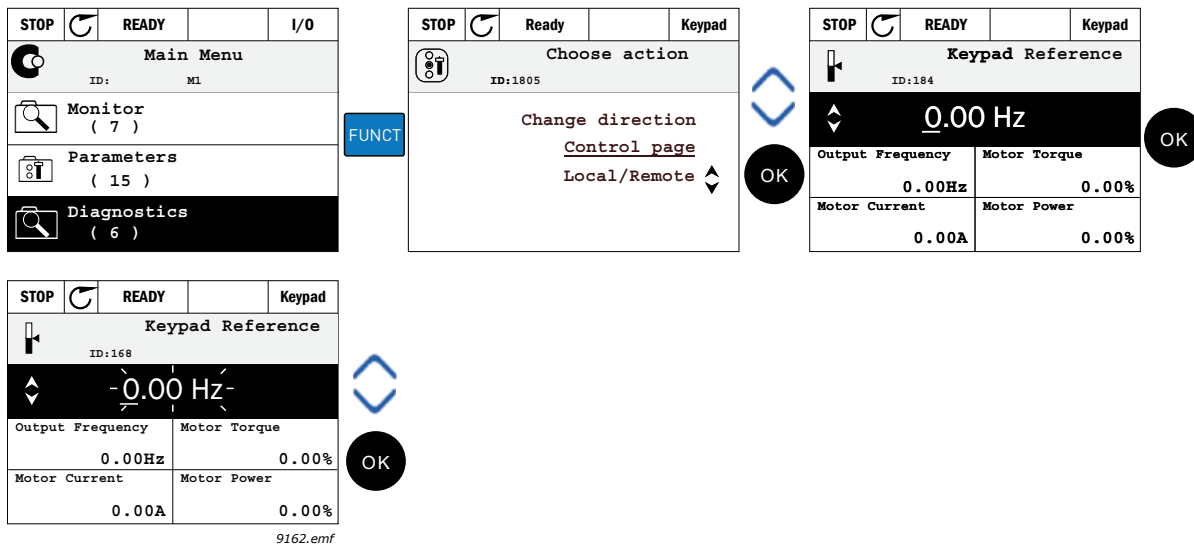 STOP READY I/O
Main Menu
ID: M1
Monitor
( 7 )
Parameters
( 15 )
Diagnostics
( 6 )
FUNCT
STOP Ready Keypad
Choose action
ID:1805
Change direction
Control page
Local/Remote
OK
STOP READY Keypad
Keypad Reference
ID:184
0.00 Hz
Output Frequency Motor Torque
0.00Hz 0.00%
Motor Current Motor Power
0.00A 0.00%
OK
STOP READY Keypad
Keypad Reference
ID:168
0.00 Hz
Output Frequency Motor Torque
0.00Hz 0.00%
Motor Current Motor Power
0.00A 0.00%
OK
9162.emf